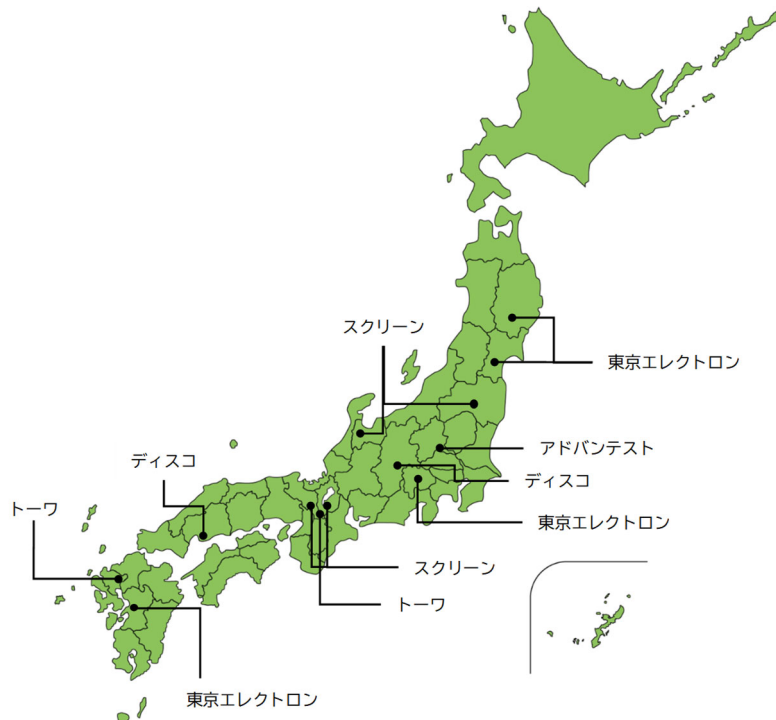 スクリーン
東京エレクトロン
アドバンテスト
ディスコ
ディスコ
トーワ
東京エレクトロン
スクリーン
トーワ
東京エレクトロン